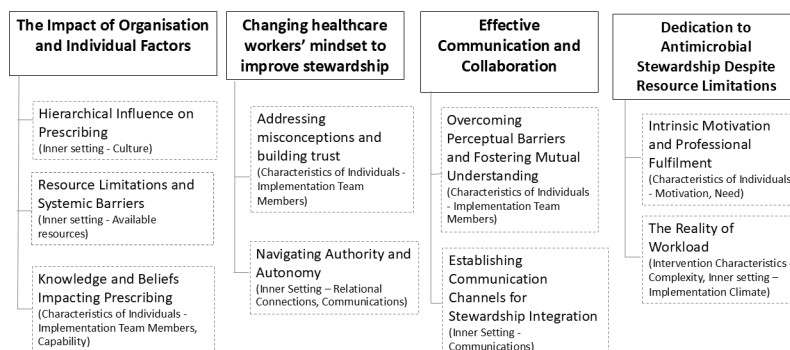 The Impact of Organisation
and Individual Factors
Hierarchical Influence on
Prescribing
(Inner setting - Culture)
Resource Limitations and
Systemic Barriers
(Inner setting - Available
resources)
Knowledge and Beliefs
Impacting Prescribing
(Characteristics of Individuals -
Implementation Team Members,
Capability)
Changing healthcare
workers’ mindset to
improve stewardship
Addressing
misconceptions and
building trust
(Characteristics of Individuals -
Implementation Team
Members)
Navigating Authority and
Autonomy
(Inner Setting – Relational
Connections, Communications)
Effective
Communication and
Collaboration
Overcoming
Perceptual Barriers
and Fostering Mutual
Understanding
(Characteristics of Individuals
- Implementation Team
Members)
Establishing
Communication
Channels for
Stewardship Integration
(Inner Setting -
Communications)
Dedication to
Antimicrobial
Stewardship Despite
Resource Limitations
Intrinsic Motivation
and Professional
Fulfilment
(Characteristics of Individuals
- Motivation, Need)
The Reality of
Workload
(Intervention Characteristics -
Complexity, Inner setting –
Implementation Climate)